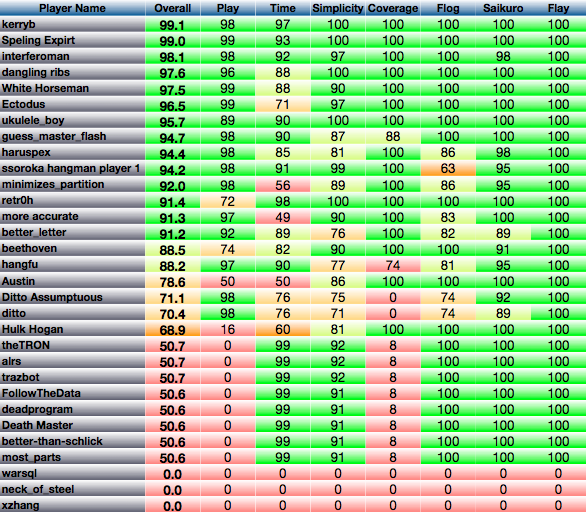 Player Name Overall Play Time Simplicity Coverage Flog Saikuro Flay
kerryb 99.1 98 97 100 100 100 100 100
Speling Expirt 99.0 99 93 100 100 100 100 100
interferoman 98.1 98 92 97 100 100 98 100
dangling ribs 97.6 96 88 100 100 100 100 100
White Horseman 97.5 99 88 90 100 100 100 100
Ectodus 96.5 99 71 97 100 100 100 100
ukulele_boy 95.7 89 90 100 100 100 100 100
guess_master_flash 94.7 98 90 87 88 100 100 100
haruspex 94.4 98 85 81 100 86 98 100
ssoroka hangman player 1 94.2 98 91 99 100 63 95 100
minimizes_partition 92.0 98 56 89 100 86 95 100
retr0h 91.4 72 98 100 100 100 100 100
more accurate 91.3 97 49 90 100 83 100 100
better_letter 91.2 92 89 76 100 82 89 100
beethoven 88.5 74 82 90 100 100 91 100
hangfu 88.2 97 90 77 74 81 95 100
Austin 78.6 50 50 86 100 100 100 100
Ditto Assumptuous 71.1 98 76 75 0 74 92 100
ditto 70.4 98 76 71 0 74 89 100
Hulk Hogan 68.9 16 60 81 100 100 100 100
theTRON 50.7 0 99 92 8 100 100 100
alrs 50.7 0 99 92 8 100 100 100
trazbot 50.7 0 99 92 8 100 100 100
FollowTheData 50.6 0 99 91 8 100 100 100
deadprogram 50.6 0 99 91 8 100 100 100
Death Master 50.6 0 99 91 8 100 100 100
better-than-schlick 50.6 0 99 91 8 100 100 100
most_parts 50.6 0 99 91 8 100 100 100
warsql 0.0 0 0 0 0 0 0 0
neck_of_steel 0.0 0 0 0 0 0 0 0
xzhang 0.0 0 0 0 0 0 0 0